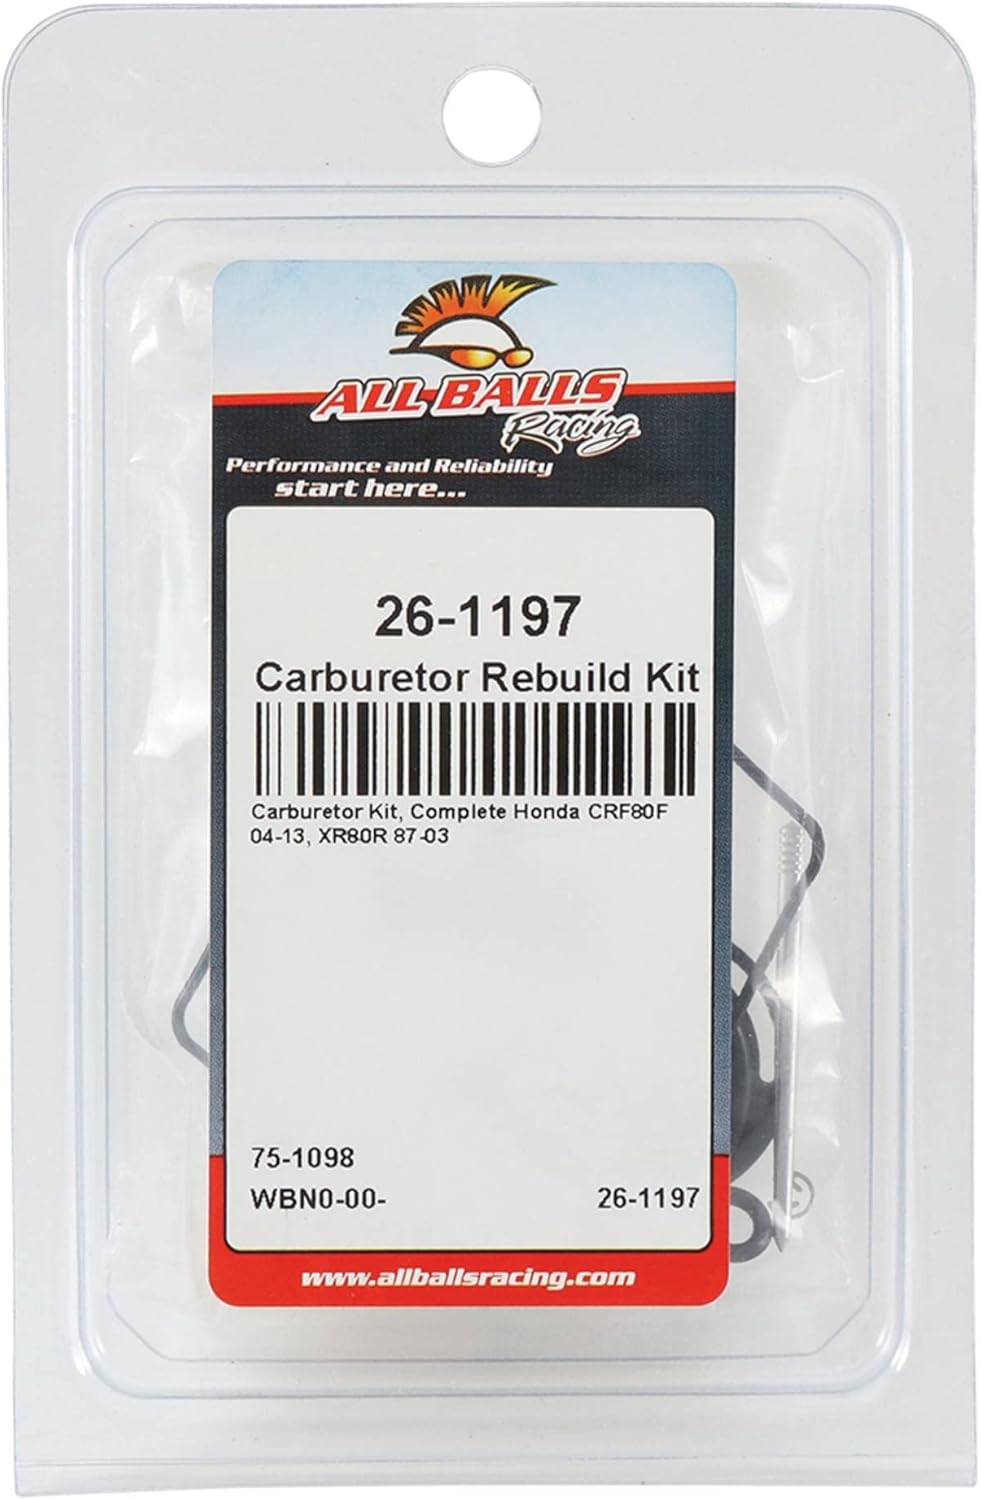 ALL BALLS
Racing
Performance and Reliability
start here...
26-1197
Carburetor Rebuild Kit
Carburetor Kit, Complete Honda CRF80F
04-13, XR80R 87-03
75-1098
WBN0-00- 26-1197
www.allballsracing.com